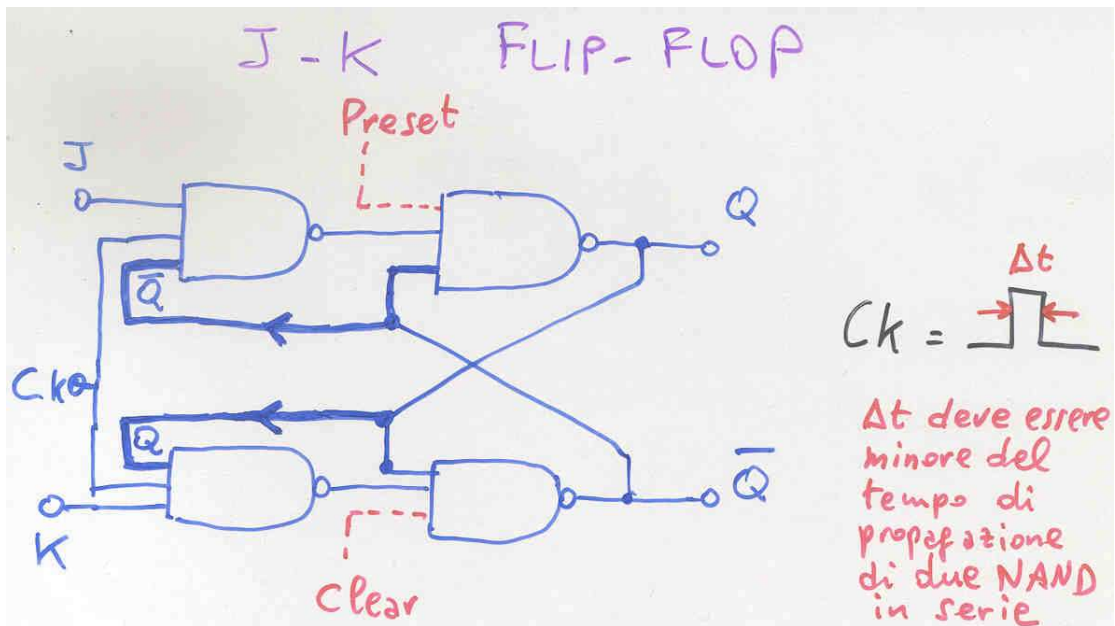 J - K FLIP-FLOP
Preset
J
Q
Q̅
Δt
Ck =
Ck
Q
Q̅
K
Clear
Δt deve essere
minore del
tempo di
propagazione
di due NAND
in serie